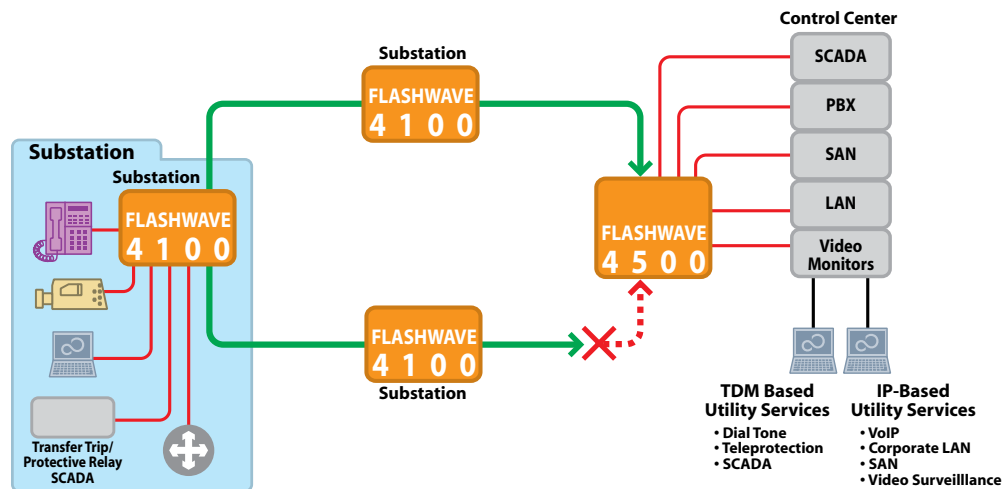 Control Center
SCADA
PBX
SAN
LAN
Video
Monitors
Substation
FLASHWAVE
4 1 0 0
Substation
Substation
FLASHWAVE
4 1 0 0
FLASHWAVE
4 5 0 0
FLASHWAVE
4 1 0 0
Substation
Transfer Trip/
Protective Relay
SCADA
TDM Based
Utility Services
• Dial Tone
• Teleprotection
• SCADA
IP-Based
Utility Services
• VoIP
• Corporate LAN
• SAN
• Video Surveilllance